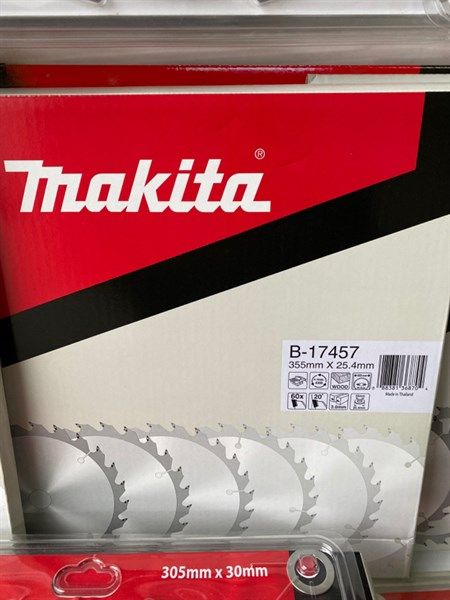 makita®
B-17457
355mm X 25.4mm
WOOD
60x
20°
Made in Thailand
305mm x 30mm